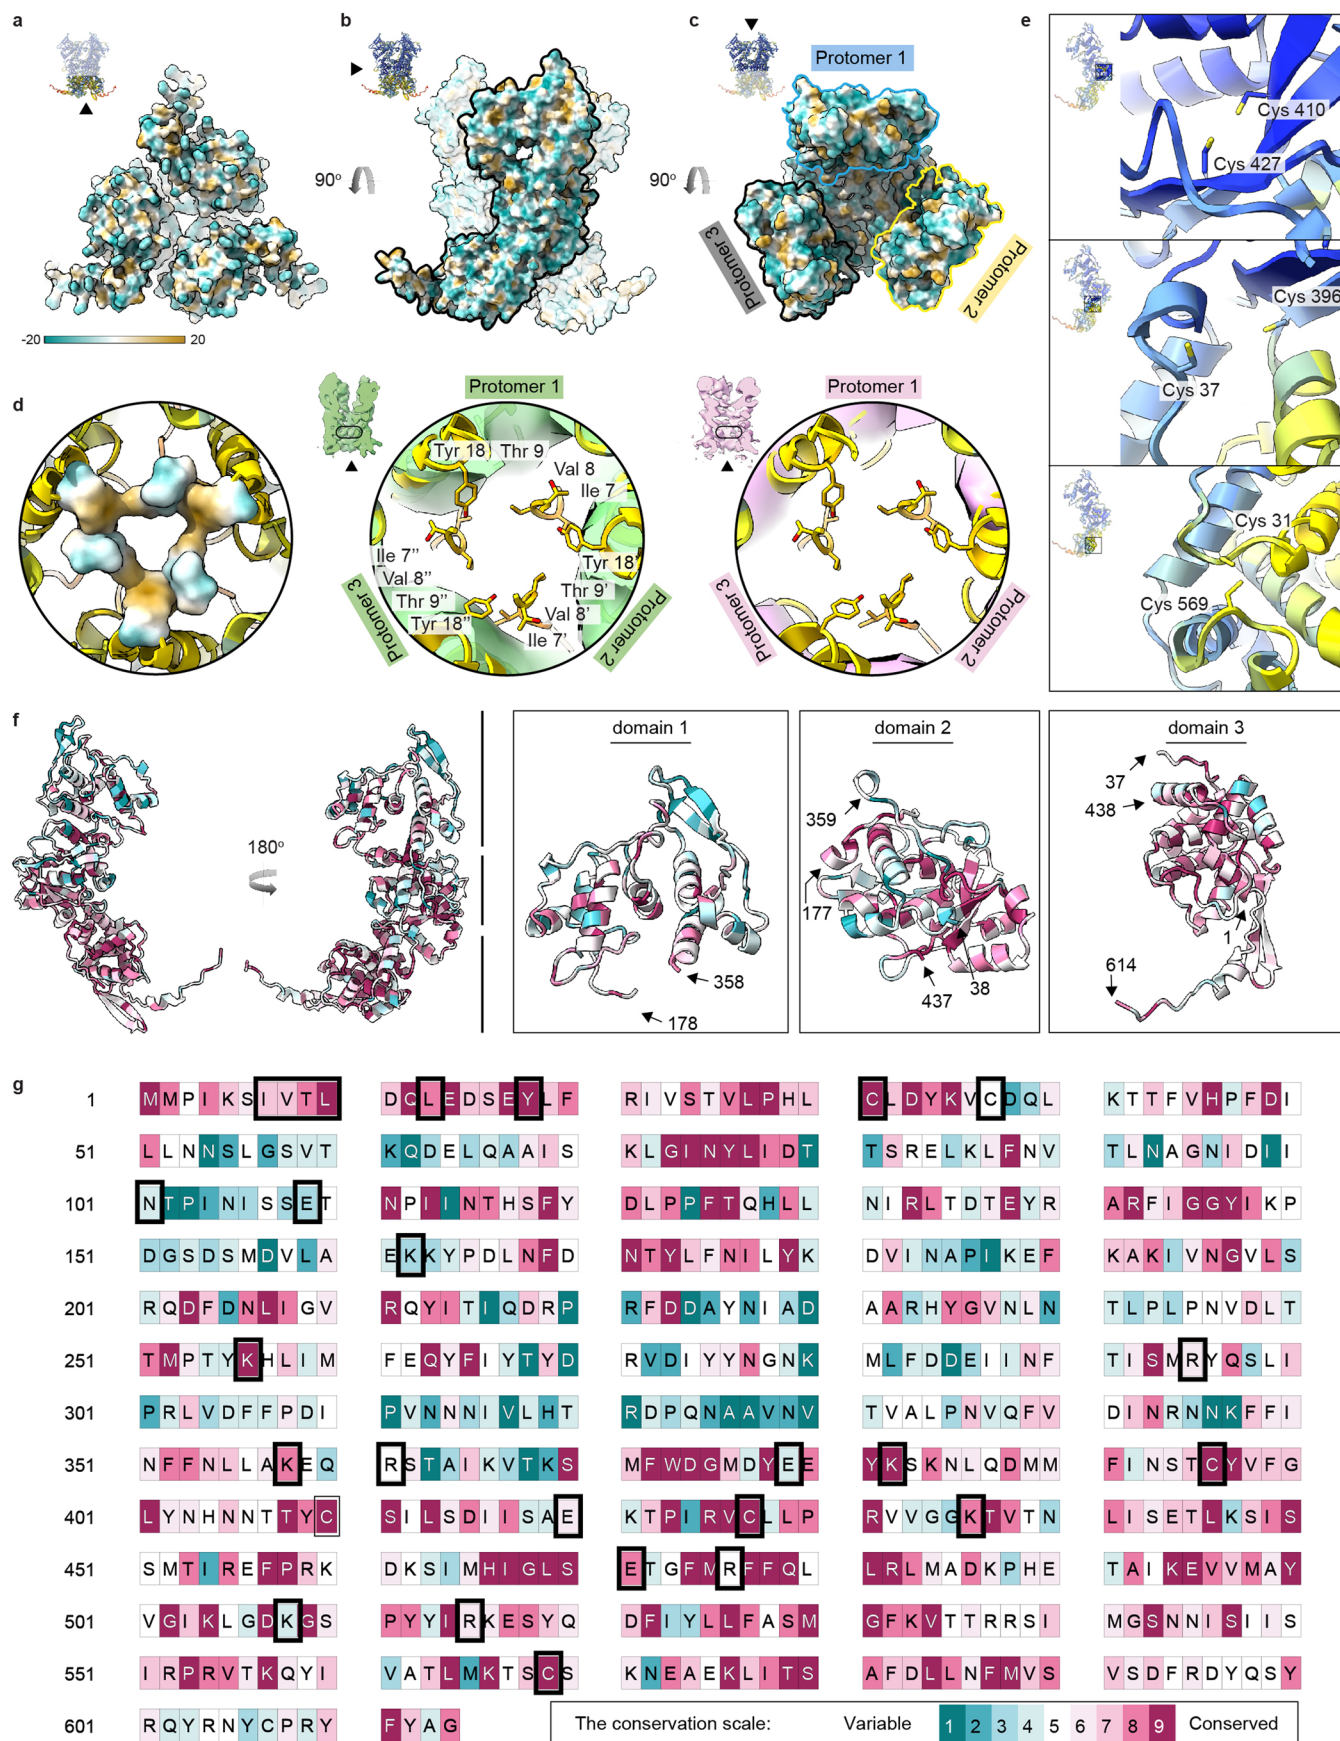 a
b
c
e
Protomer 1
90°
90°
Protomer 3
Protomer 2
-20 20
Cys 410
Cys 427
Cys 396
Cys 37
Cys 31
Cys 569
d
Protomer 1
Tyr 18 Thr 9
Val 8
Ile 7
Tyr 18'
Thr 9'
Val 8'
Ile 7'
Ile 7''
Val 8''
Thr 9''
Tyr 18''
Protomer 3
Protomer 2
Protomer 1
Protomer 3
Protomer 2
f
180°
domain 1
358
178
domain 2
359
177
38
437
domain 3
37
438
1
614
g
1 MMPIKSIVTL DQLEDSEYLF RIVSTVLPHL CLDYKVCDQL KTTFVHPFDI
51 LLNNSLGSVT KQDELQAAIS KLGINYLIDT TSRELKLFNV TLNAGNIDII
101 NTPINISSET NPIINTHSFY DLPPFTQHLL NIRLTDTEYR ARFIGGYIKP
151 DGSDSMDVLA EKKYPDLNFD NTYLFNILYK DVINAPIKEF KAKIVNGVLS
201 RQDFDNLIGV RQYITIQDRP RFDDAYNIAD AARHYGVNLN TLPLPNVDLT
251 TMPTYKHLIM FEQYFIYTYD RVDIYYNGNK MLFDDEIINF TISMRYQSLI
301 PRLVDFFPDI PVNNNIVLHT RDPQNAAVNV TVALPNVQFV DINRNNKFFI
351 NFFNLLAKEQ RSTAIKVTKS MFWDGMDYEE YKSKNLQDMM FINSTCYVFG
401 LYNHNNTTYC SILSDIISAE KTPIRVCLLP RVVGGKTVTN LISETLKSIS
451 SMTIREFPRK DKSIMHIGLS ETGFMRFFQL LRLMADKPHE TAIKEVVMAY
501 VGIKLGDKGS PYYIRKESYQ DFIYLLFASM GFKVTTRRSI MGSNNISIIS
551 IRPRVTKQYI VATLMKTSCS KNEAEKLITS AFDLLNFMVS VSDFRDYQSY
601 RQYRNYCPRY FYAG
The conservation scale: Variable 1 2 3 4 5 6 7 8 9 Conserved